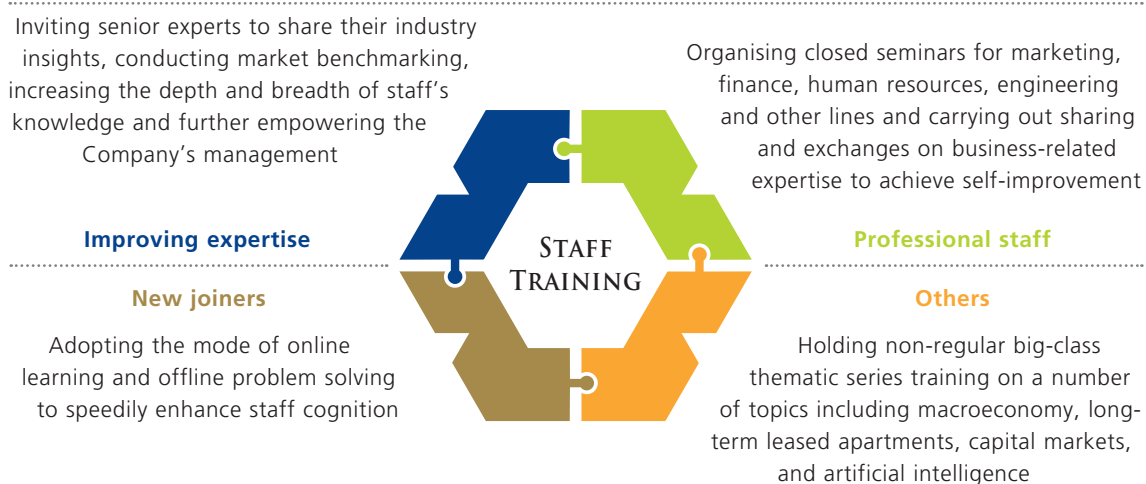 Inviting senior experts to share their industry
insights, conducting market benchmarking,
increasing the depth and breadth of staff's
knowledge and further empowering the
Company's management
Improving expertise
Organising closed seminars for marketing,
finance, human resources, engineering
and other lines and carrying out sharing
and exchanges on business-related
expertise to achieve self-improvement
Professional staff
STAFF
TRAINING
New joiners
Adopting the mode of online
learning and offline problem solving
to speedily enhance staff cognition
Others
Holding non-regular big-class
thematic series training on a number
of topics including macroeconomy, long-
term leased apartments, capital markets,
and artificial intelligence